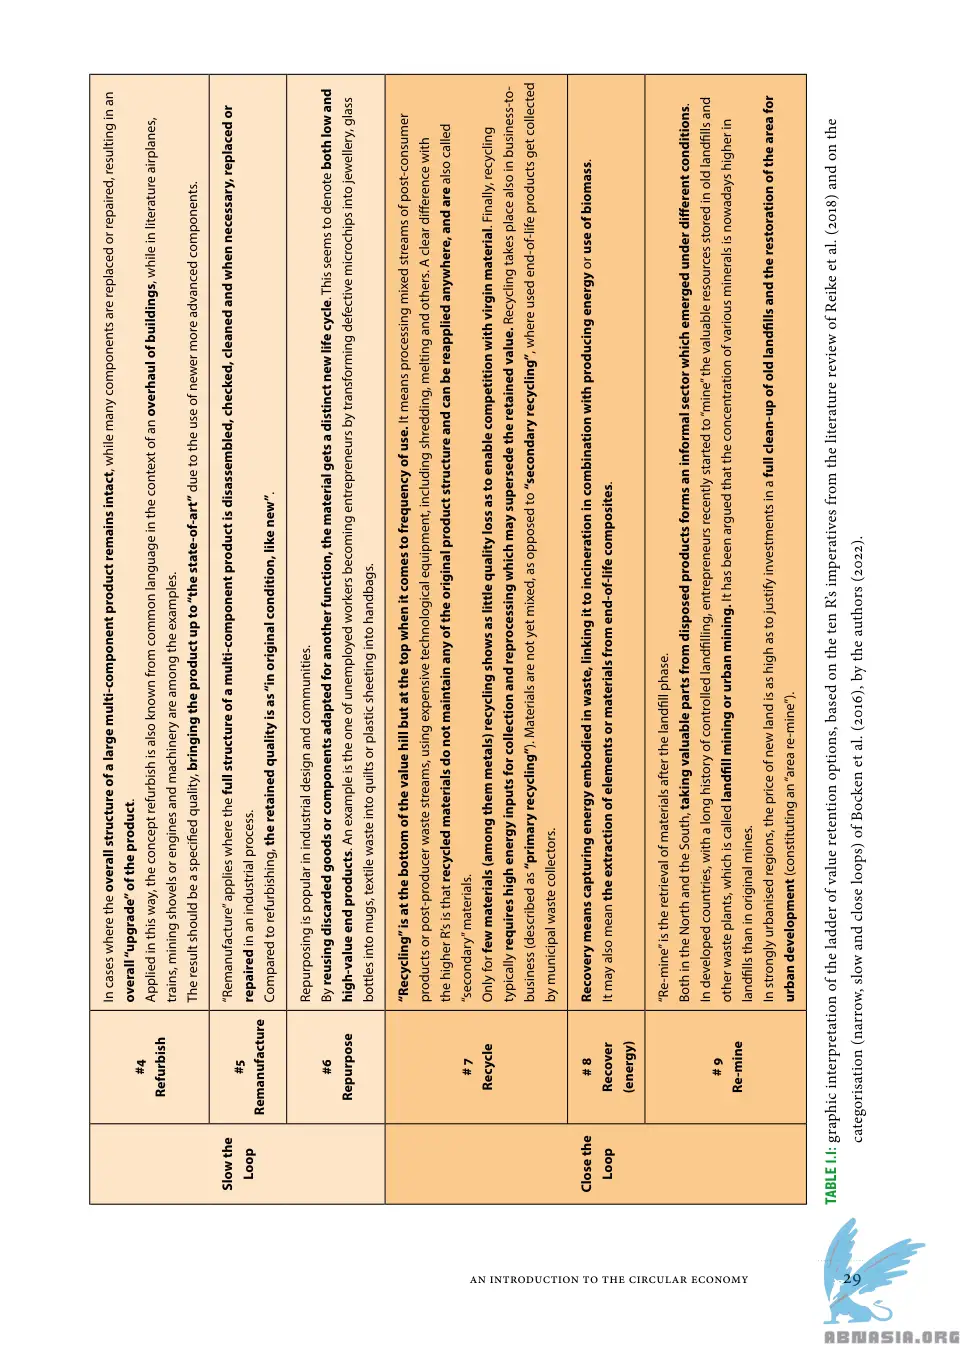 Slow the
Loop
#4
Refurbish
In cases where the overall structure of a large multi-component product remains intact, while many components are replaced or repaired, resulting in an
overall “upgrade” of the product.
Applied in this way, the concept refurbish is also known from common language in the context of an overhaul of buildings, while in literature airplanes,
trains, mining shovels or engines and machinery are among the examples.
The result should be a specified quality, bringing the product up to “the state-of-art” due to the use of newer more advanced components.
#5
Remanufacture
“Remanufacture” applies where the full structure of a multi-component product is disassembled, checked, cleaned and when necessary, replaced or
repaired in an industrial process.
Compared to refurbishing, the retained quality is as “in original condition, like new”.
#6
Repurpose
Repurposing is popular in industrial design and communities.
By reusing discarded goods or components adapted for another function, the material gets a distinct new life cycle. This seems to denote both low and
high-value end products. An example is the one of unemployed workers becoming entrepreneurs by transforming defective microchips into jewellery, glass
bottles into mugs, textile waste into quilts or plastic sheeting into handbags.
Close the
Loop
# 7
Recycle
“Recycling” is at the bottom of the value hill but at the top when it comes to frequency of use. It means processing mixed streams of post-consumer
products or post-producer waste streams, using expensive technological equipment, including shredding, melting and others. A clear difference with
the higher R’s is that recycled materials do not maintain any of the original product structure and can be reapplied anywhere, and are also called
“secondary” materials.
Only for few materials (among them metals) recycling shows as little quality loss as to enable competition with virgin material. Finally, recycling
typically requires high energy inputs for collection and reprocessing which may supersede the retained value. Recycling takes place also in business-to-
business (described as “primary recycling”). Materials are not yet mixed, as opposed to “secondary recycling”, where used end-of-life products get collected
by municipal waste collectors.
# 8
Recover
(energy)
Recovery means capturing energy embodied in waste, linking it to incineration in combination with producing energy or use of biomass.
It may also mean the extraction of elements or materials from end-of-life composites.
# 9
Re-mine
“Re-mine” is the retrieval of materials after the landfill phase.
Both in the North and the South, taking valuable parts from disposed products forms an informal sector which emerged under different conditions.
In developed countries, with a long history of controlled landfilling, entrepreneurs recently started to “mine” the valuable resources stored in old landfills and
other waste plants, which is called landfill mining or urban mining. It has been argued that the concentration of various minerals is nowadays higher in
landfills than in original mines.
In strongly urbanised regions, the price of new land is as high as to justify investments in a full clean-up of old landfills and the restoration of the area for
urban development (constituting an “area re-mine”).
TABLE I.I: graphic interpretation of the ladder of value retention options, based on the ten R’s imperatives from the literature review of Reike et al. (2018) and on the
categorisation (narrow, slow and close loops) of Bocken et al. (2016), by the authors (2022).
AN INTRODUCTION TO THE CIRCULAR ECONOMY
29
ABNASIA.ORG